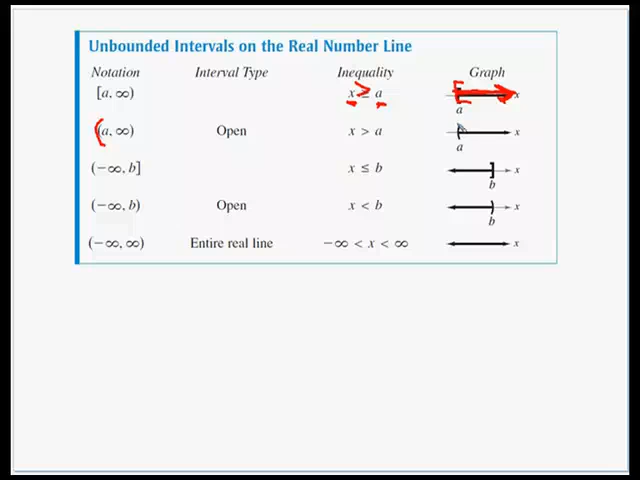 Unbounded Intervals on the Real Number Line
Notation Interval Type Inequality Graph
[a, ∞) x ≥ a x
a
(a, ∞) Open x > a x
a
(−∞, b] x ≤ b x
b
(−∞, b) Open x < b x
b
(−∞, ∞) Entire real line −∞ < x < ∞ x